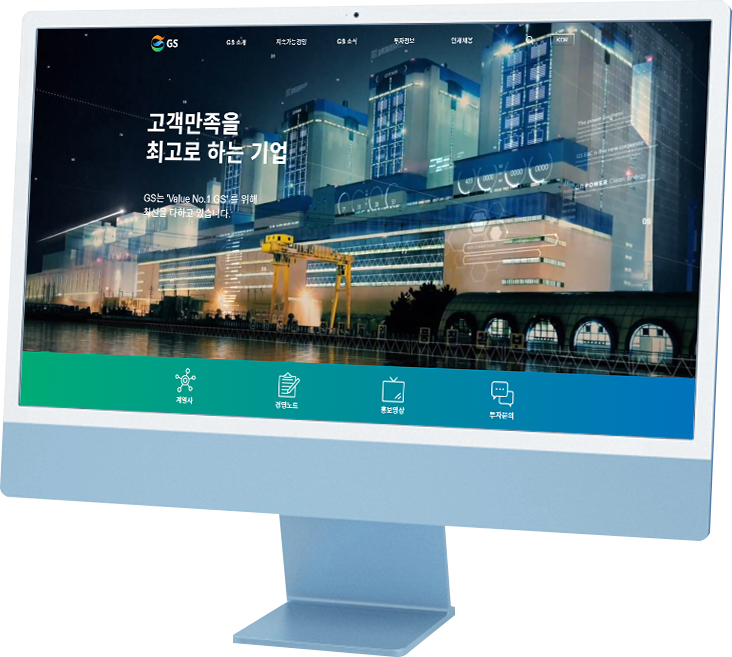 GS
GS 소개
지속가능경영
GS 소식
투자정보
인재채용
KOR
고객만족을
최고로 하는 기업
GS는 'Value No.1 GS' 를 위해
최선을 다하고 있습니다.
계열사
경영노트
홍보영상
투자문의